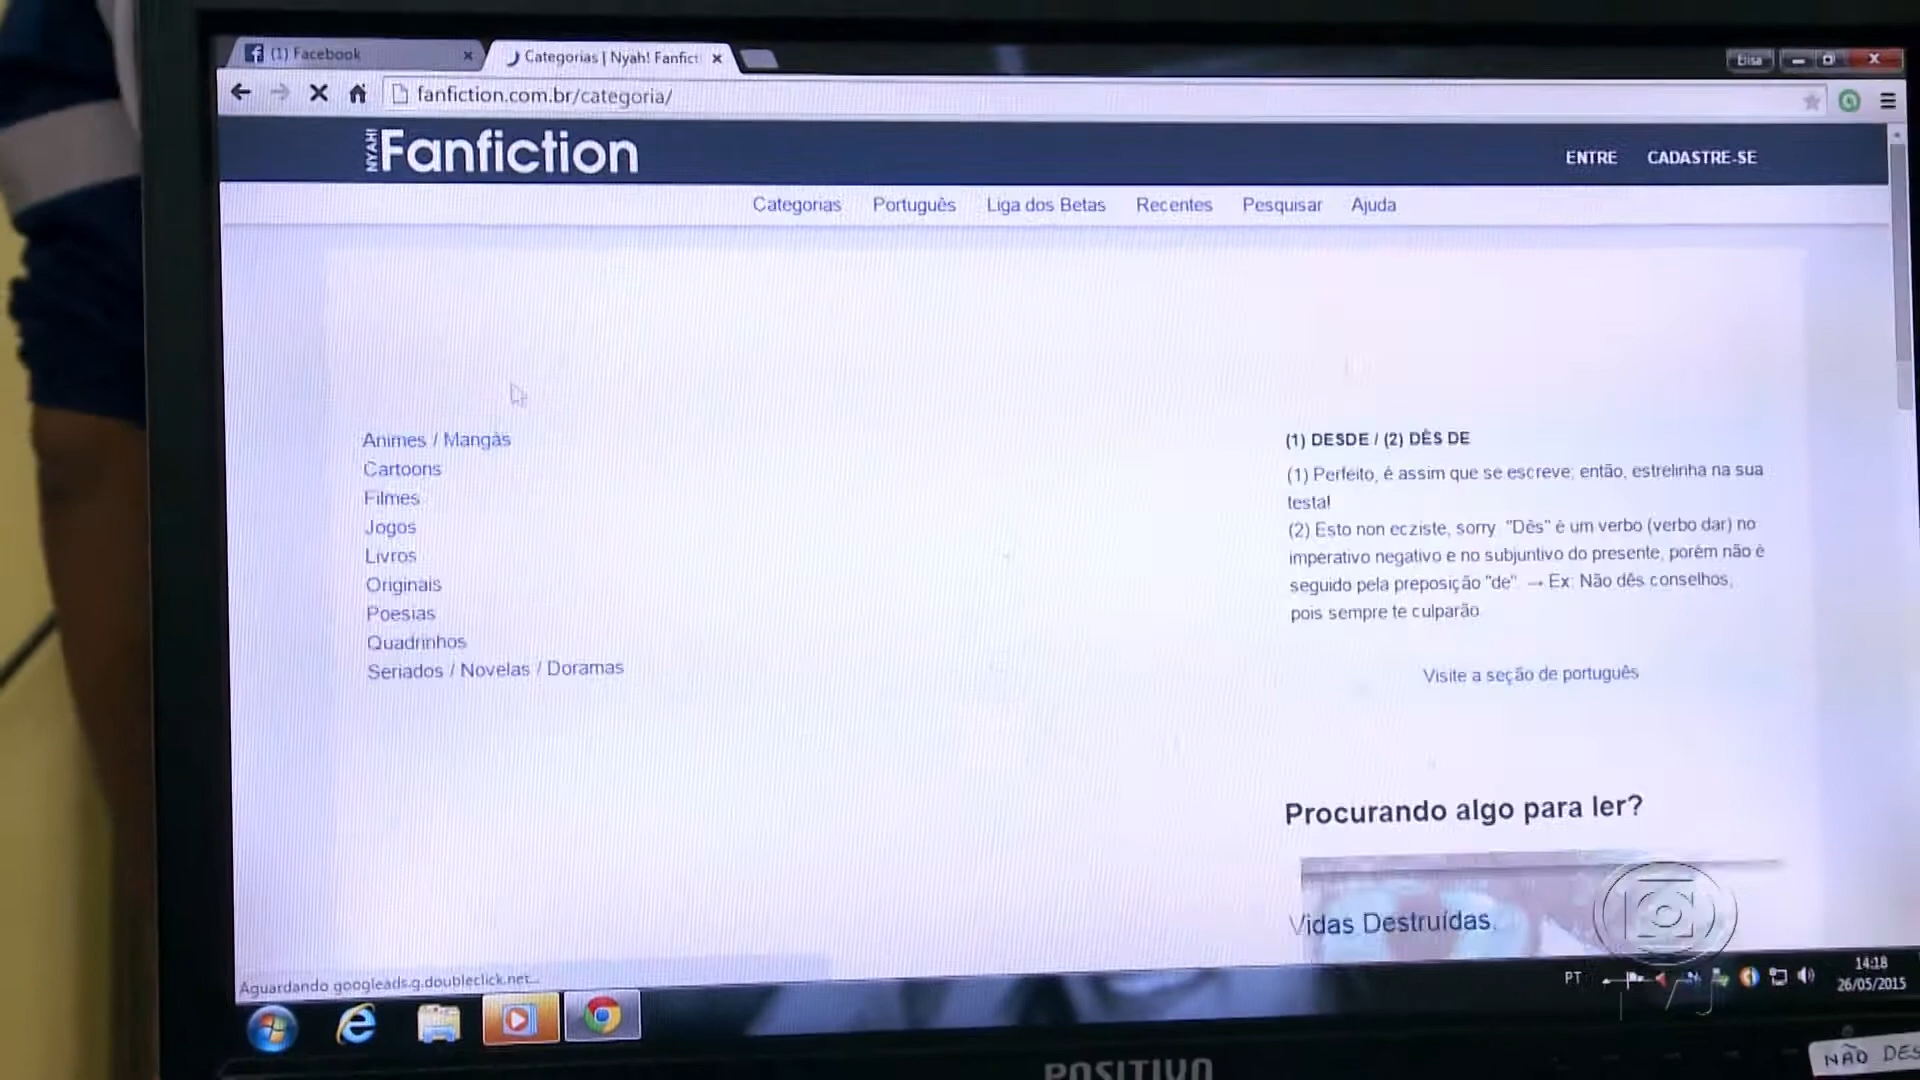 (1) Facebook
Categorias | Nyah! Fanfict
Elisa
fanfiction.com.br/categoria/
NYAH! Fanfiction
ENTRE CADASTRE-SE
Categorias Português Liga dos Betas Recentes Pesquisar Ajuda
Animes / Mangás
Cartoons
Filmes
Jogos
Livros
Originais
Poesias
Quadrinhos
Seriados / Novelas / Doramas
(1) DESDE / (2) DÊS DE
(1) Perfeito, é assim que se escreve; então, estrelinha na sua
testa!
(2) Esto non ecziste, sorry. "Dês" é um verbo (verbo dar) no
imperativo negativo e no subjuntivo do presente, porém não é
seguido pela preposição "de". → Ex: Não dês conselhos,
pois sempre te culparão.
Visite a seção de português
Procurando algo para ler?
Vidas Destruídas.
Aguardando googleads.g.doubleclick.net...
PT
14:18
26/05/2015
POSITIVO
NÃO DES